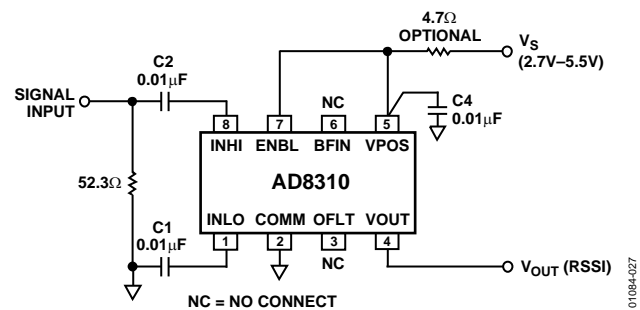 4.7Ω
OPTIONAL
VS
(2.7V–5.5V)
C2
0.01μF
SIGNAL
INPUT
NC
C4
0.01μF
8
7
6
5
INHI
ENBL
BFIN
VPOS
AD8310
52.3Ω
C1
0.01μF
INLO
COMM
OFLT
VOUT
1
2
3
4
NC
VOUT (RSSI)
NC = NO CONNECT
01084-027